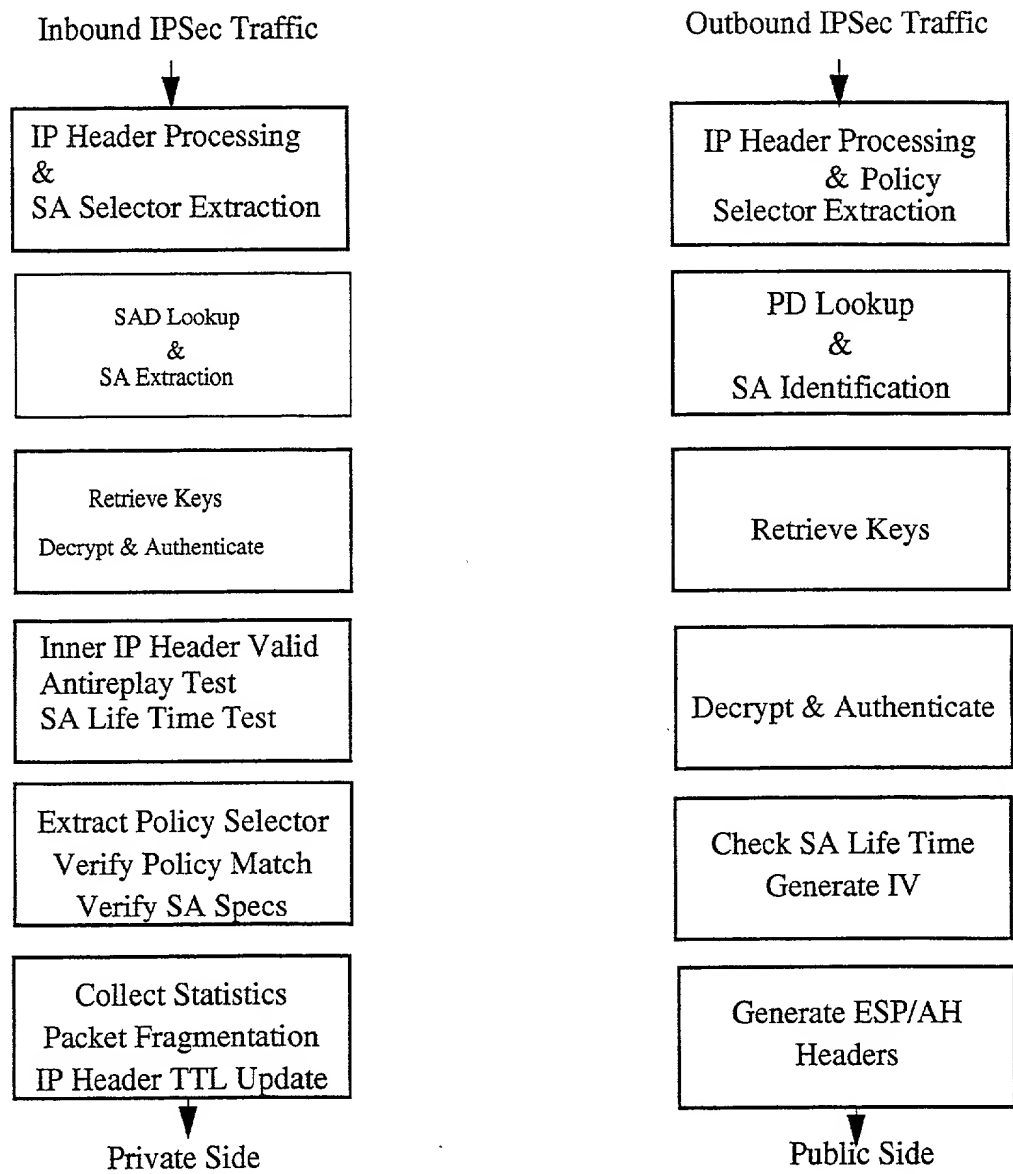 Inbound IPSec Traffic
IP Header Processing
&
SA Selector Extraction
SAD Lookup
&
SA Extraction
Retrieve Keys
Decrypt & Authenticate
Inner IP Header Valid
Antireplay Test
SA Life Time Test
Extract Policy Selector
Verify Policy Match
Verify SA Specs
Collect Statistics
Packet Fragmentation
IP Header TTL Update
Private Side
Outbound IPSec Traffic
IP Header Processing
& Policy
Selector Extraction
PD Lookup
&
SA Identification
Retrieve Keys
Decrypt & Authenticate
Check SA Life Time
Generate IV
Generate ESP/AH
Headers
Public Side